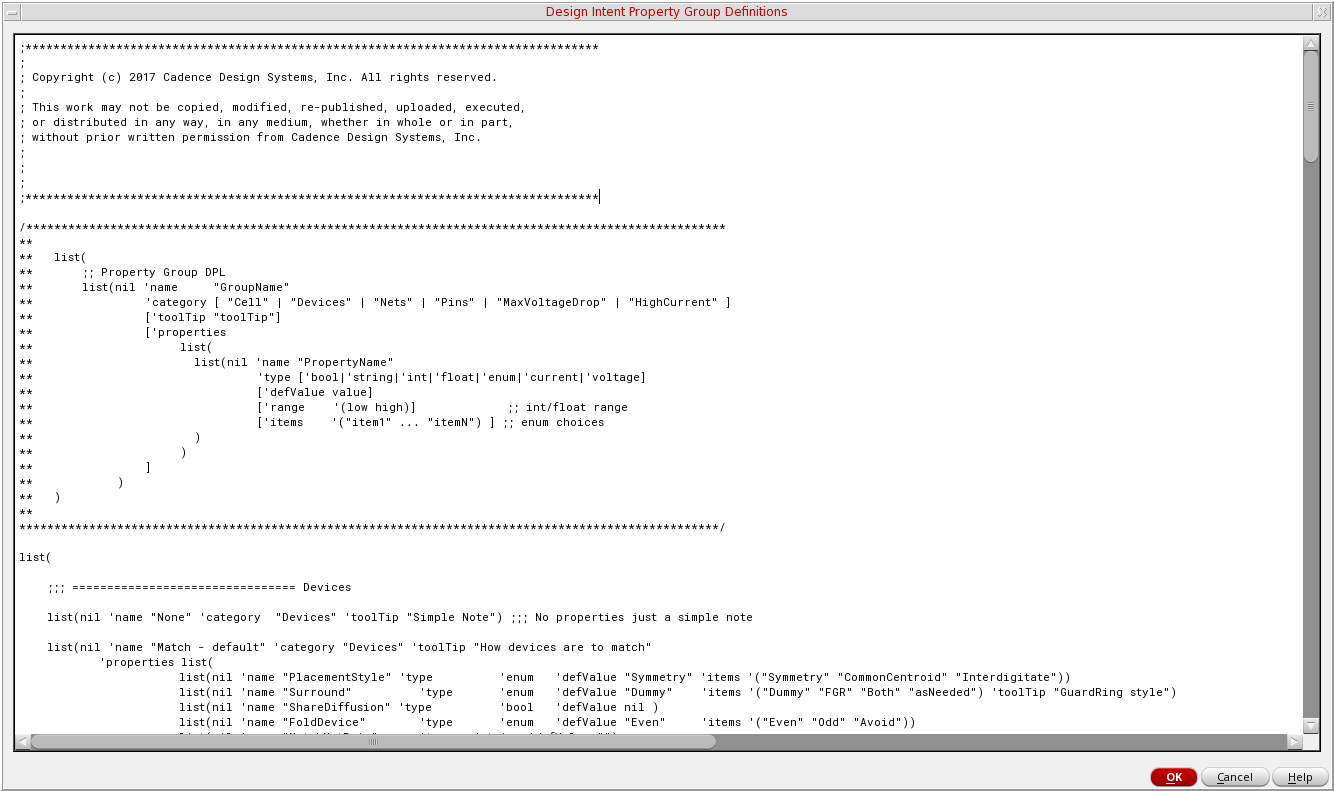 Design Intent Property Group Definitions
;**********************************************************************************
;
; Copyright (c) 2017 Cadence Design Systems, Inc. All rights reserved.
;
; This work may not be copied, modified, re-published, uploaded, executed,
; or distributed in any way, in any medium, whether in whole or in part,
; without prior written permission from Cadence Design Systems, Inc.
;
;
;
;**********************************************************************************
/****************************************************************************************************
**
**   list(
**       ;; Property Group DPL
**       list(nil 'name     "GroupName"
**                'category [ "Cell" | "Devices" | "Nets" | "Pins" | "MaxVoltageDrop" | "HighCurrent" ]
**                ['toolTip "toolTip"]
**                ['properties
**                     list(
**                       list(nil 'name "PropertyName"
**                                'type ['bool|'string|'int|'float|'enum|'current|'voltage]
**                                ['defValue value]
**                                ['range    '(low high)]             ;; int/float range
**                                ['items    '("item1" ... "itemN") ] ;; enum choices
**                       )
**                     )
**                ]
**            )
**   )
**
****************************************************************************************************/
list(
    ;;; ================================ Devices
    list(nil 'name "None" 'category  "Devices" 'toolTip "Simple Note") ;;; No properties just a simple note
    list(nil 'name "Match - default" 'category "Devices" 'toolTip "How devices are to match"
           'properties list(
                       list(nil 'name "PlacementStyle" 'type         'enum   'defValue "Symmetry" 'items '("Symmetry" "CommonCentroid" "Interdigitate"))
                       list(nil 'name "Surround"         'type       'enum   'defValue "Dummy"    'items '("Dummy" "FGR" "Both" "asNeeded") 'toolTip "GuardRing style")
                       list(nil 'name "ShareDiffusion" 'type         'bool   'defValue nil )
                       list(nil 'name "FoldDevice"       'type       'enum   'defValue "Even"     'items '("Even" "Odd" "Avoid"))
OK
Cancel
Help